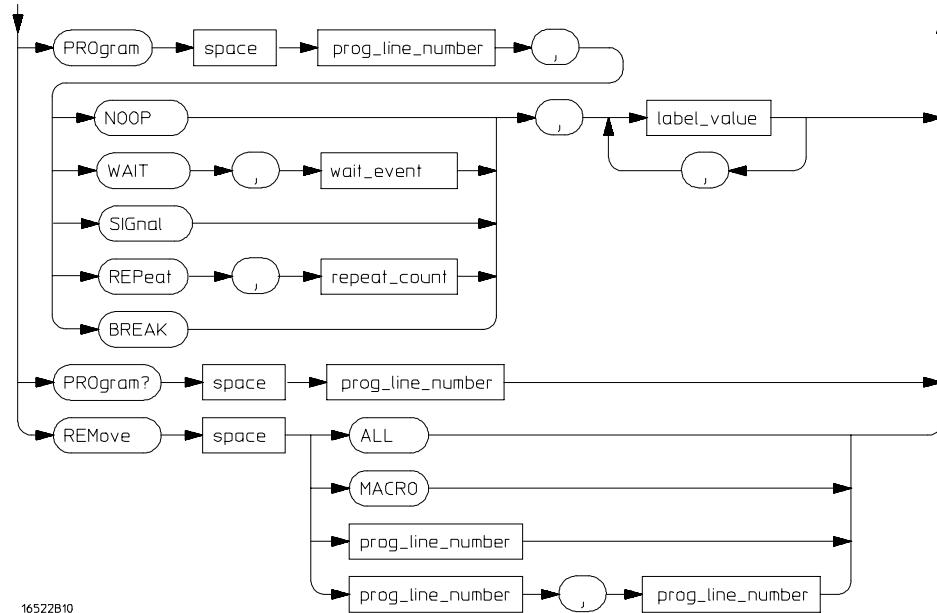 PROgram space prog_line_number ,
NOOP , label_value
WAIT , wait_event ,
SIGnal
REPeat , repeat_count
BREAK
PROgram? space prog_line_number
REMove space ALL
MACRO
prog_line_number
prog_line_number , prog_line_number
16522B10